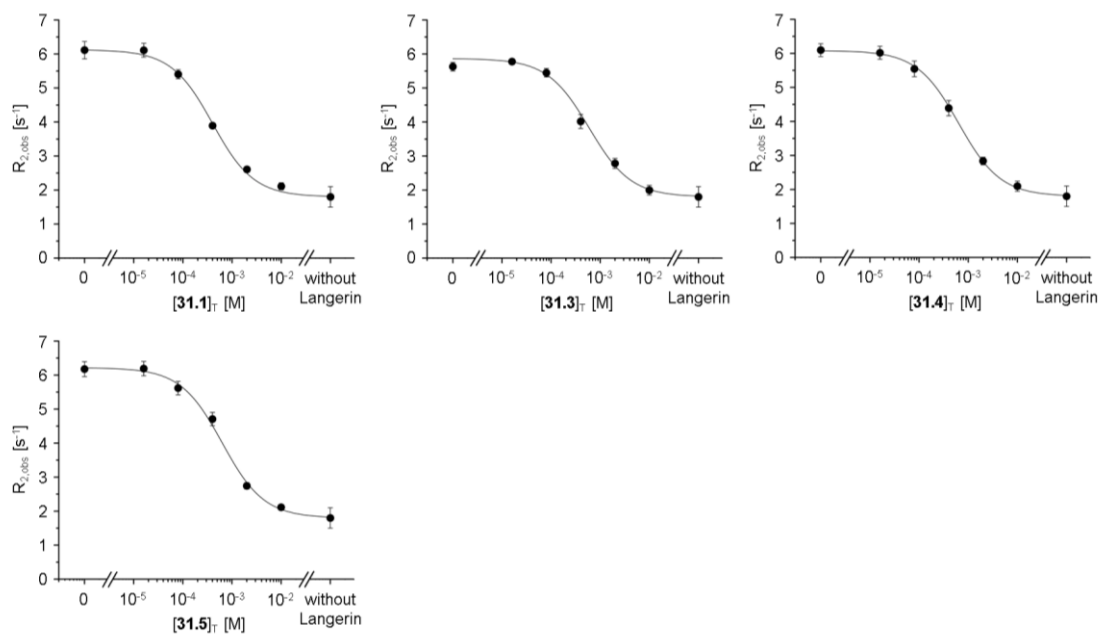 7
6
5
4
3
2
1
0
R2,obs [s⁻¹]
0 10⁻⁵ 10⁻⁴ 10⁻³ 10⁻² without
Langerin
[31.1]T [M]
7
6
5
4
3
2
1
0
R2,obs [s⁻¹]
0 10⁻⁵ 10⁻⁴ 10⁻³ 10⁻² without
Langerin
[31.3]T [M]
7
6
5
4
3
2
1
0
R2,obs [s⁻¹]
0 10⁻⁵ 10⁻⁴ 10⁻³ 10⁻² without
Langerin
[31.4]T [M]
7
6
5
4
3
2
1
0
R2,obs [s⁻¹]
0 10⁻⁵ 10⁻⁴ 10⁻³ 10⁻² without
Langerin
[31.5]T [M]